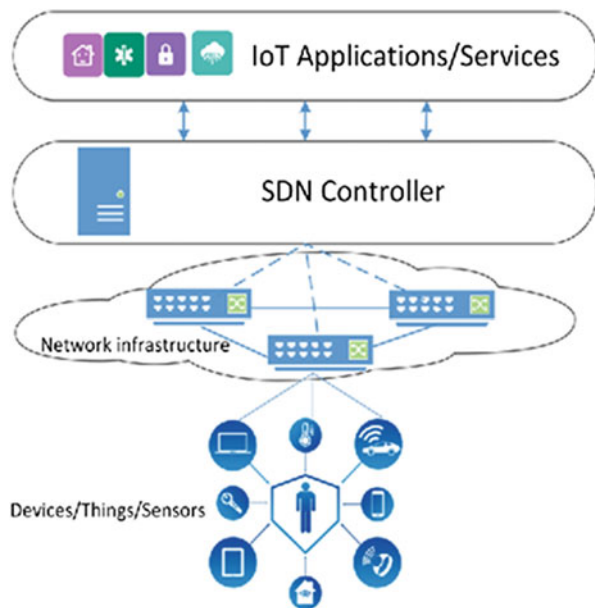 IoT Applications/Services
SDN Controller
Network infrastructure
Devices/Things/Sensors